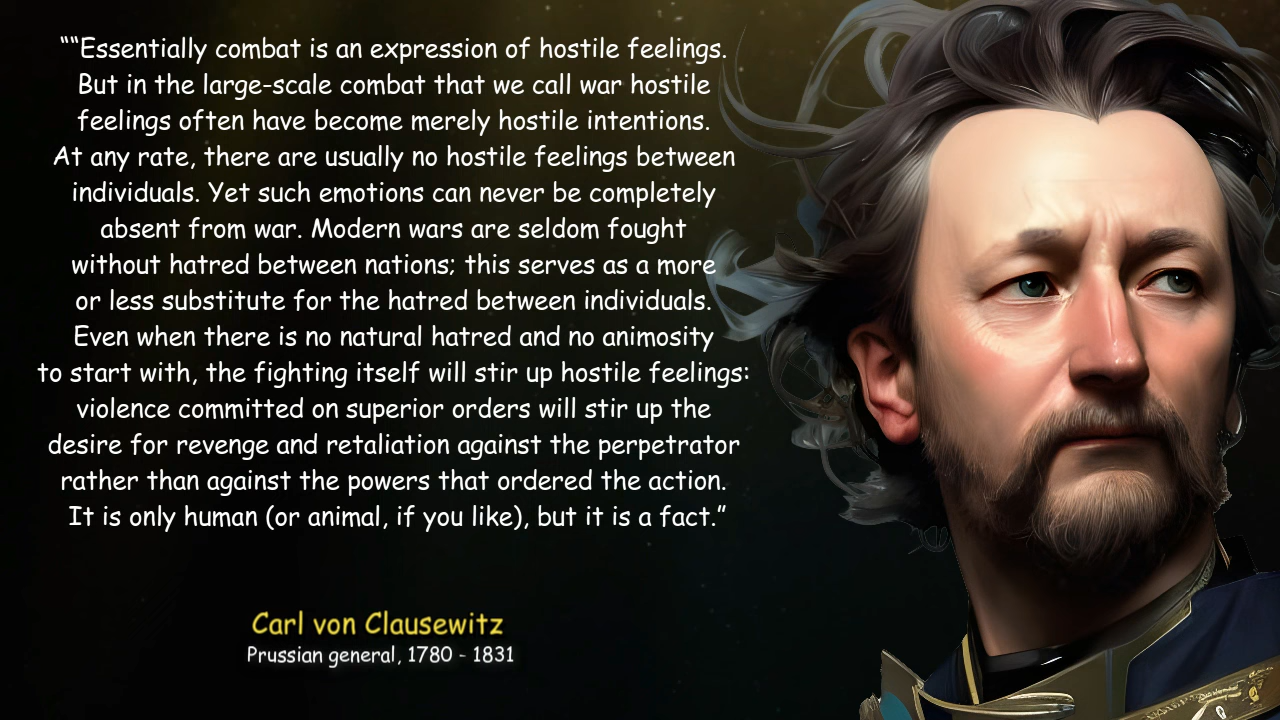 ““Essentially combat is an expression of hostile feelings.
But in the large-scale combat that we call war hostile
feelings often have become merely hostile intentions.
At any rate, there are usually no hostile feelings between
individuals. Yet such emotions can never be completely
absent from war. Modern wars are seldom fought
without hatred between nations; this serves as a more
or less substitute for the hatred between individuals.
Even when there is no natural hatred and no animosity
to start with, the fighting itself will stir up hostile feelings:
violence committed on superior orders will stir up the
desire for revenge and retaliation against the perpetrator
rather than against the powers that ordered the action.
It is only human (or animal, if you like), but it is a fact.”
Carl von Clausewitz
Prussian general, 1780 - 1831